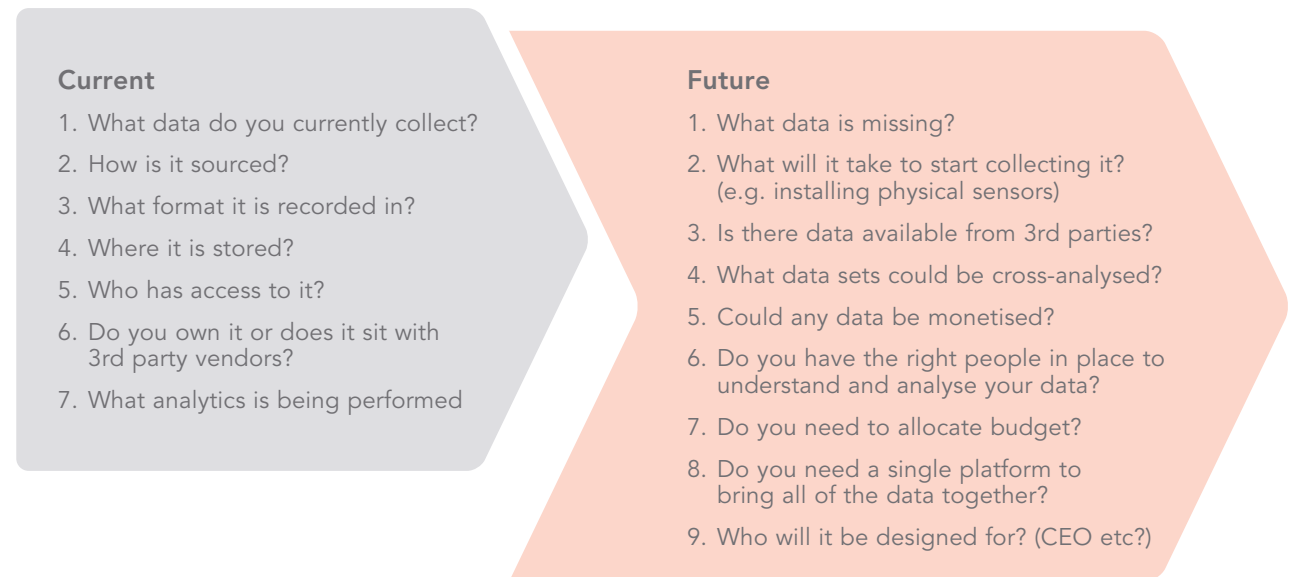 Current
1. What data do you currently collect?
2. How is it sourced?
3. What format it is recorded in?
4. Where it is stored?
5. Who has access to it?
6. Do you own it or does it sit with
3rd party vendors?
7. What analytics is being performed
Future
1. What data is missing?
2. What will it take to start collecting it?
(e.g. installing physical sensors)
3. Is there data available from 3rd parties?
4. What data sets could be cross-analysed?
5. Could any data be monetised?
6. Do you have the right people in place to
understand and analyse your data?
7. Do you need to allocate budget?
8. Do you need a single platform to
bring all of the data together?
9. Who will it be designed for? (CEO etc?)